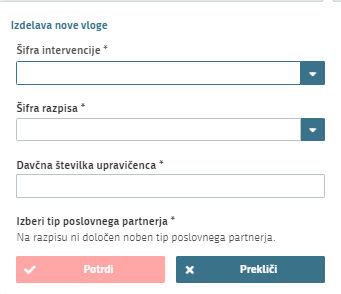 Izdelava nove vloge
Šifra intervencije *
Šifra razpisa *
Davčna številka upravičenca *
Izberi tip poslovnega partnerja *
Na razpisu ni določen noben tip poslovnega partnerja.
Potrdi
Prekliči